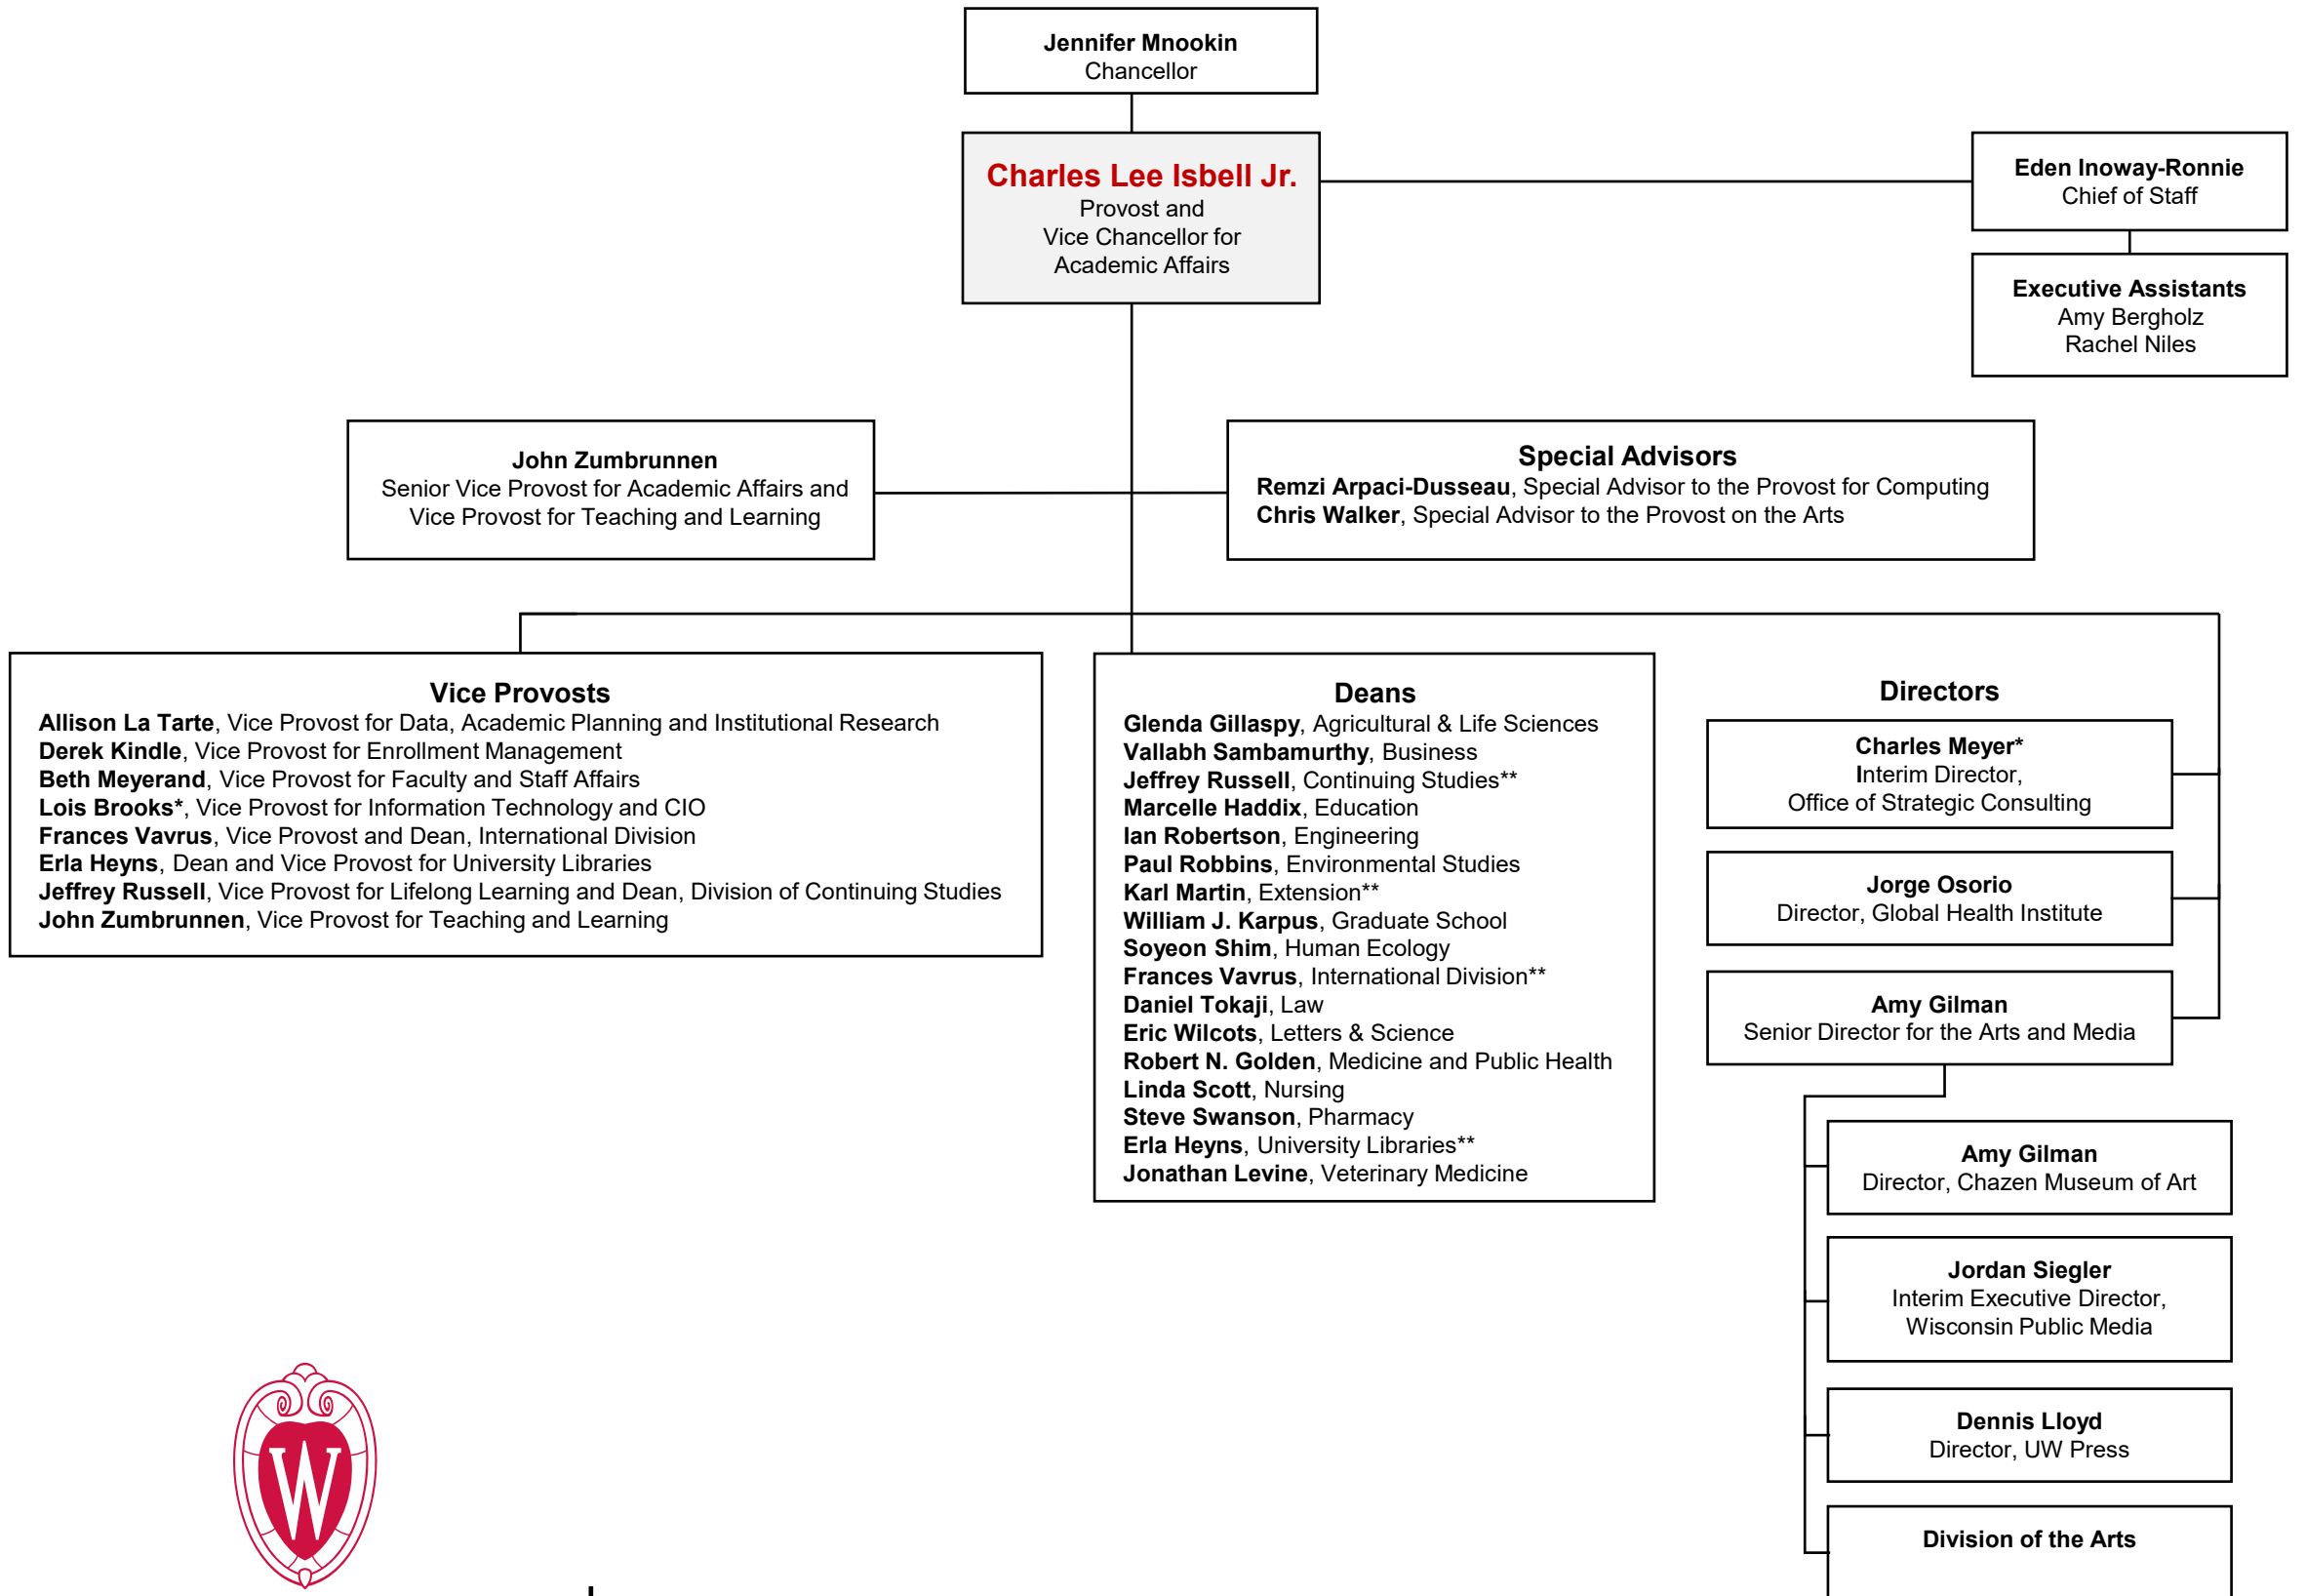 Jennifer Mnookin
Chancellor
Charles Lee Isbell Jr.
Provost and
Vice Chancellor for
Academic Affairs
Eden Inoway-Ronnie
Chief of Staff
Executive Assistants
Amy Bergholz
Rachel Niles
John Zumbrunnen
Senior Vice Provost for Academic Affairs and
Vice Provost for Teaching and Learning
Special Advisors
Remzi Arpaci-Dusseau, Special Advisor to the Provost for Computing
Chris Walker, Special Advisor to the Provost on the Arts
Vice Provosts
Allison La Tarte, Vice Provost for Data, Academic Planning and Institutional Research
Derek Kindle, Vice Provost for Enrollment Management
Beth Meyerand, Vice Provost for Faculty and Staff Affairs
Lois Brooks*, Vice Provost for Information Technology and CIO
Frances Vavrus, Vice Provost and Dean, International Division
Erla Heyns, Dean and Vice Provost for University Libraries
Jeffrey Russell, Vice Provost for Lifelong Learning and Dean, Division of Continuing Studies
John Zumbrunnen, Vice Provost for Teaching and Learning
Deans
Glenda Gillaspy, Agricultural & Life Sciences
Vallabh Sambamurthy, Business
Jeffrey Russell, Continuing Studies**
Marcelle Haddix, Education
Ian Robertson, Engineering
Paul Robbins, Environmental Studies
Karl Martin, Extension**
William J. Karpus, Graduate School
Soyeon Shim, Human Ecology
Frances Vavrus, International Division**
Daniel Tokaji, Law
Eric Wilcots, Letters & Science
Robert N. Golden, Medicine and Public Health
Linda Scott, Nursing
Steve Swanson, Pharmacy
Erla Heyns, University Libraries**
Jonathan Levine, Veterinary Medicine
Directors
Charles Meyer*
Interim Director,
Office of Strategic Consulting
Jorge Osorio
Director, Global Health Institute
Amy Gilman
Senior Director for the Arts and Media
Amy Gilman
Director, Chazen Museum of Art
Jordan Siegler
Interim Executive Director,
Wisconsin Public Media
Dennis Lloyd
Director, UW Press
Division of the Arts
W